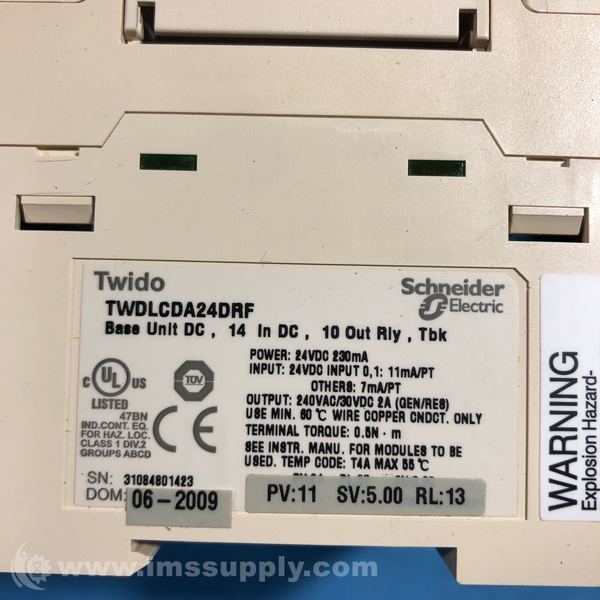 Twido
Schneider Electric
TWDLCDA24DRF
Base Unit DC , 14 In DC , 10 Out Rly , Tbk
POWER: 24VDC 230mA
INPUT: 24VDC INPUT 0,1: 11mA/PT
OTHERS: 7mA/PT
OUTPUT: 240VAC/30VDC 2A (GEN/RES)
USE MIN. 60 °C WIRE COPPER CNDCT. ONLY
TERMINAL TORQUE: 0.5N・m
SEE INSTR. MANU. FOR MODULES TO BE
USED. TEMP CODE: T4A MAX 55 °C
c UL US
LISTED
47BN
IND.CONT. EQ.
FOR HAZ. LOC.
CLASS 1 DIV.2
GROUPS ABCD
TÜV
CE
SN: 31084801423
DOM: 06-2009
PV:11 SV:5.00 RL:13
WARNING
Explosion Hazard-
www.imssupply.com